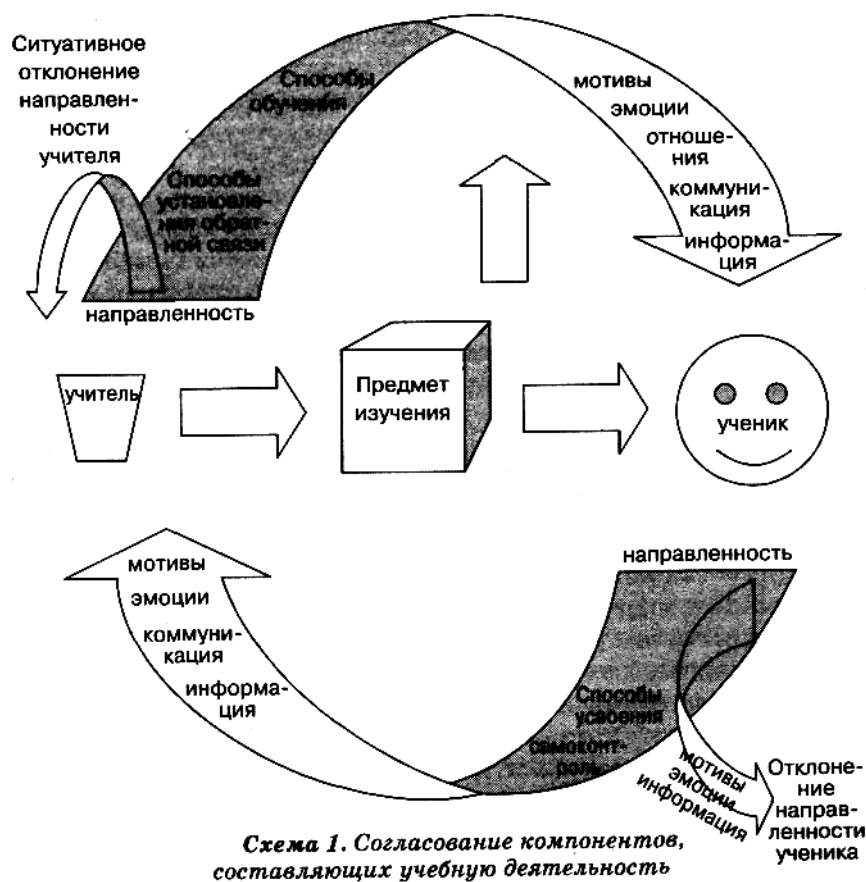 Ситуативное
отклонение
направлен-
ности
учителя
Способы
обучения
Способы
установле-
ния обрат-
ной связи
направленность
мотивы
эмоции
отноше-
ния
коммуни-
кация
информа-
ция
учитель
Предмет
изучения
ученик
мотивы
эмоции
коммуни-
кация
информа-
ция
направленность
Способы
усвоения
самоконт-
роль
мотивы
эмоции
информация
Отклоне-
ние
направ-
ленности
ученика
Схема 1. Согласование компонентов,
составляющих учебную деятельность